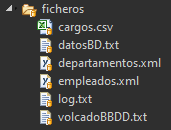 ficheros
cargos.csv
datosBD.txt
departamentos.xml
empleados.xml
log.txt
volcadoBBDD.txt